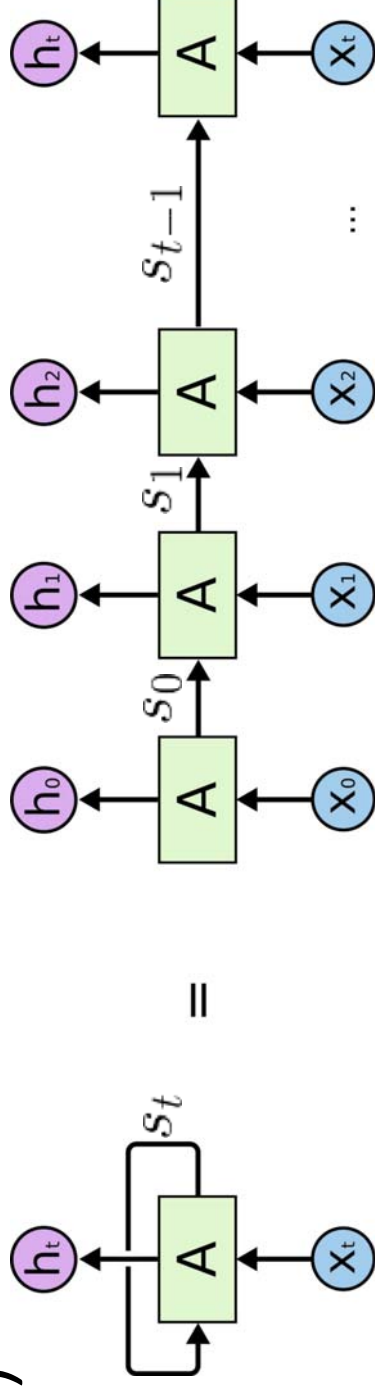 hₜ h₀ h₁ h₂ hₜ
sₜ s₀ s₁ sₜ₋₁
A = A A A A
xₜ x₀ x₁ x₂ ... xₜ